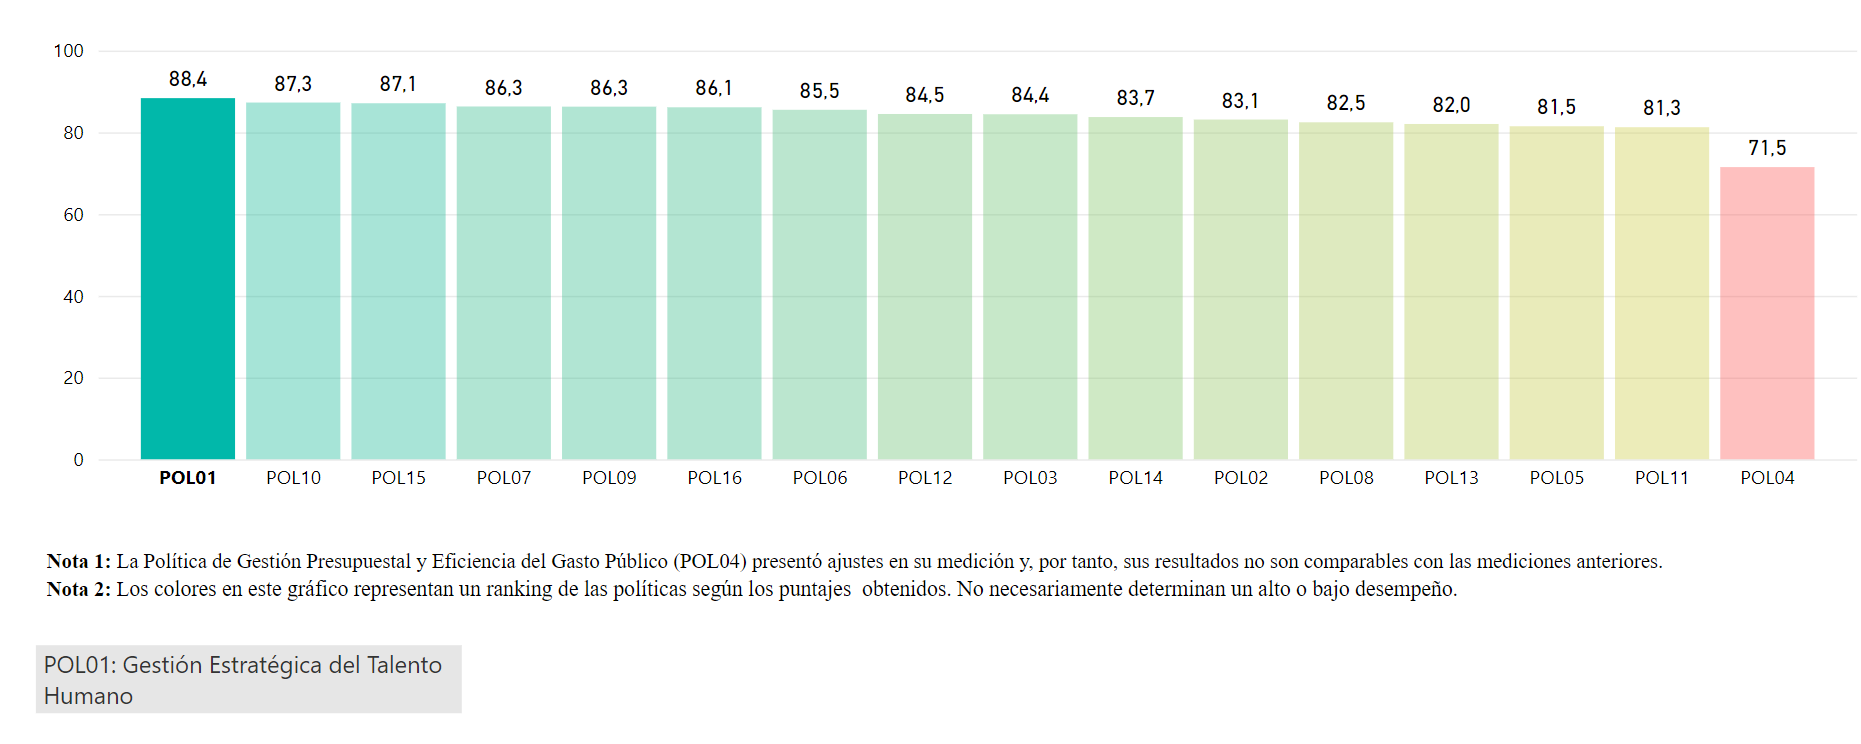 100
88,4 87,3 87,1 86,3 86,3 86,1 85,5 84,5 84,4 83,7 83,1 82,5 82,0 81,5 81,3 71,5
80
60
40
20
0
POL01 POL10 POL15 POL07 POL09 POL16 POL06 POL12 POL03 POL14 POL02 POL08 POL13 POL05 POL11 POL04
Nota 1: La Política de Gestión Presupuestal y Eficiencia del Gasto Público (POL04) presentó ajustes en su medición y, por tanto, sus resultados no son comparables con las mediciones anteriores.
Nota 2: Los colores en este gráfico representan un ranking de las políticas según los puntajes  obtenidos. No necesariamente determinan un alto o bajo desempeño.
POL01: Gestión Estratégica del Talento
Humano